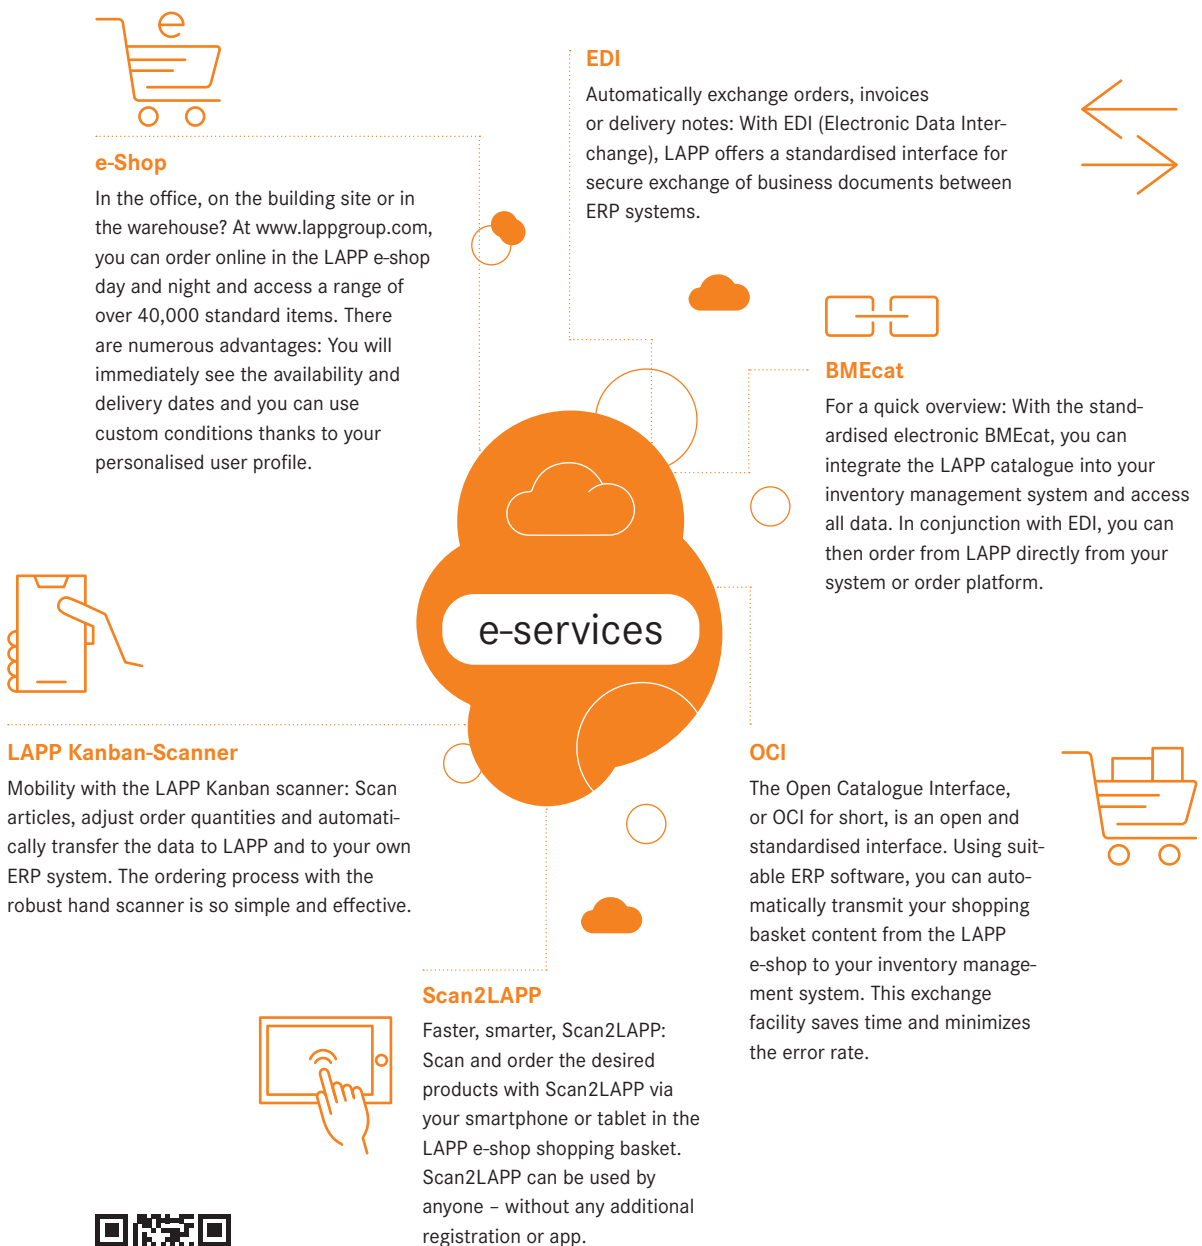 e-Shop
In the office, on the building site or in
the warehouse? At www.lappgroup.com,
you can order online in the LAPP e-shop
day and night and access a range of
over 40,000 standard items. There
are numerous advantages: You will
immediately see the availability and
delivery dates and you can use
custom conditions thanks to your
personalised user profile.
EDI
Automatically exchange orders, invoices
or delivery notes: With EDI (Electronic Data Inter-
change), LAPP offers a standardised interface for
secure exchange of business documents between
ERP systems.
BMEcat
For a quick overview: With the stand-
ardised electronic BMEcat, you can
integrate the LAPP catalogue into your
inventory management system and access
all data. In conjunction with EDI, you can
then order from LAPP directly from your
system or order platform.
e-services
LAPP Kanban-Scanner
Mobility with the LAPP Kanban scanner: Scan
articles, adjust order quantities and automati-
cally transfer the data to LAPP and to your own
ERP system. The ordering process with the
robust hand scanner is so simple and effective.
OCI
The Open Catalogue Interface,
or OCI for short, is an open and
standardised interface. Using suit-
able ERP software, you can auto-
matically transmit your shopping
basket content from the LAPP
e-shop to your inventory manage-
ment system. This exchange
facility saves time and minimizes
the error rate.
Scan2LAPP
Faster, smarter, Scan2LAPP:
Scan and order the desired
products with Scan2LAPP via
your smartphone or tablet in the
LAPP e-shop shopping basket.
Scan2LAPP can be used by
anyone – without any additional
registration or app.